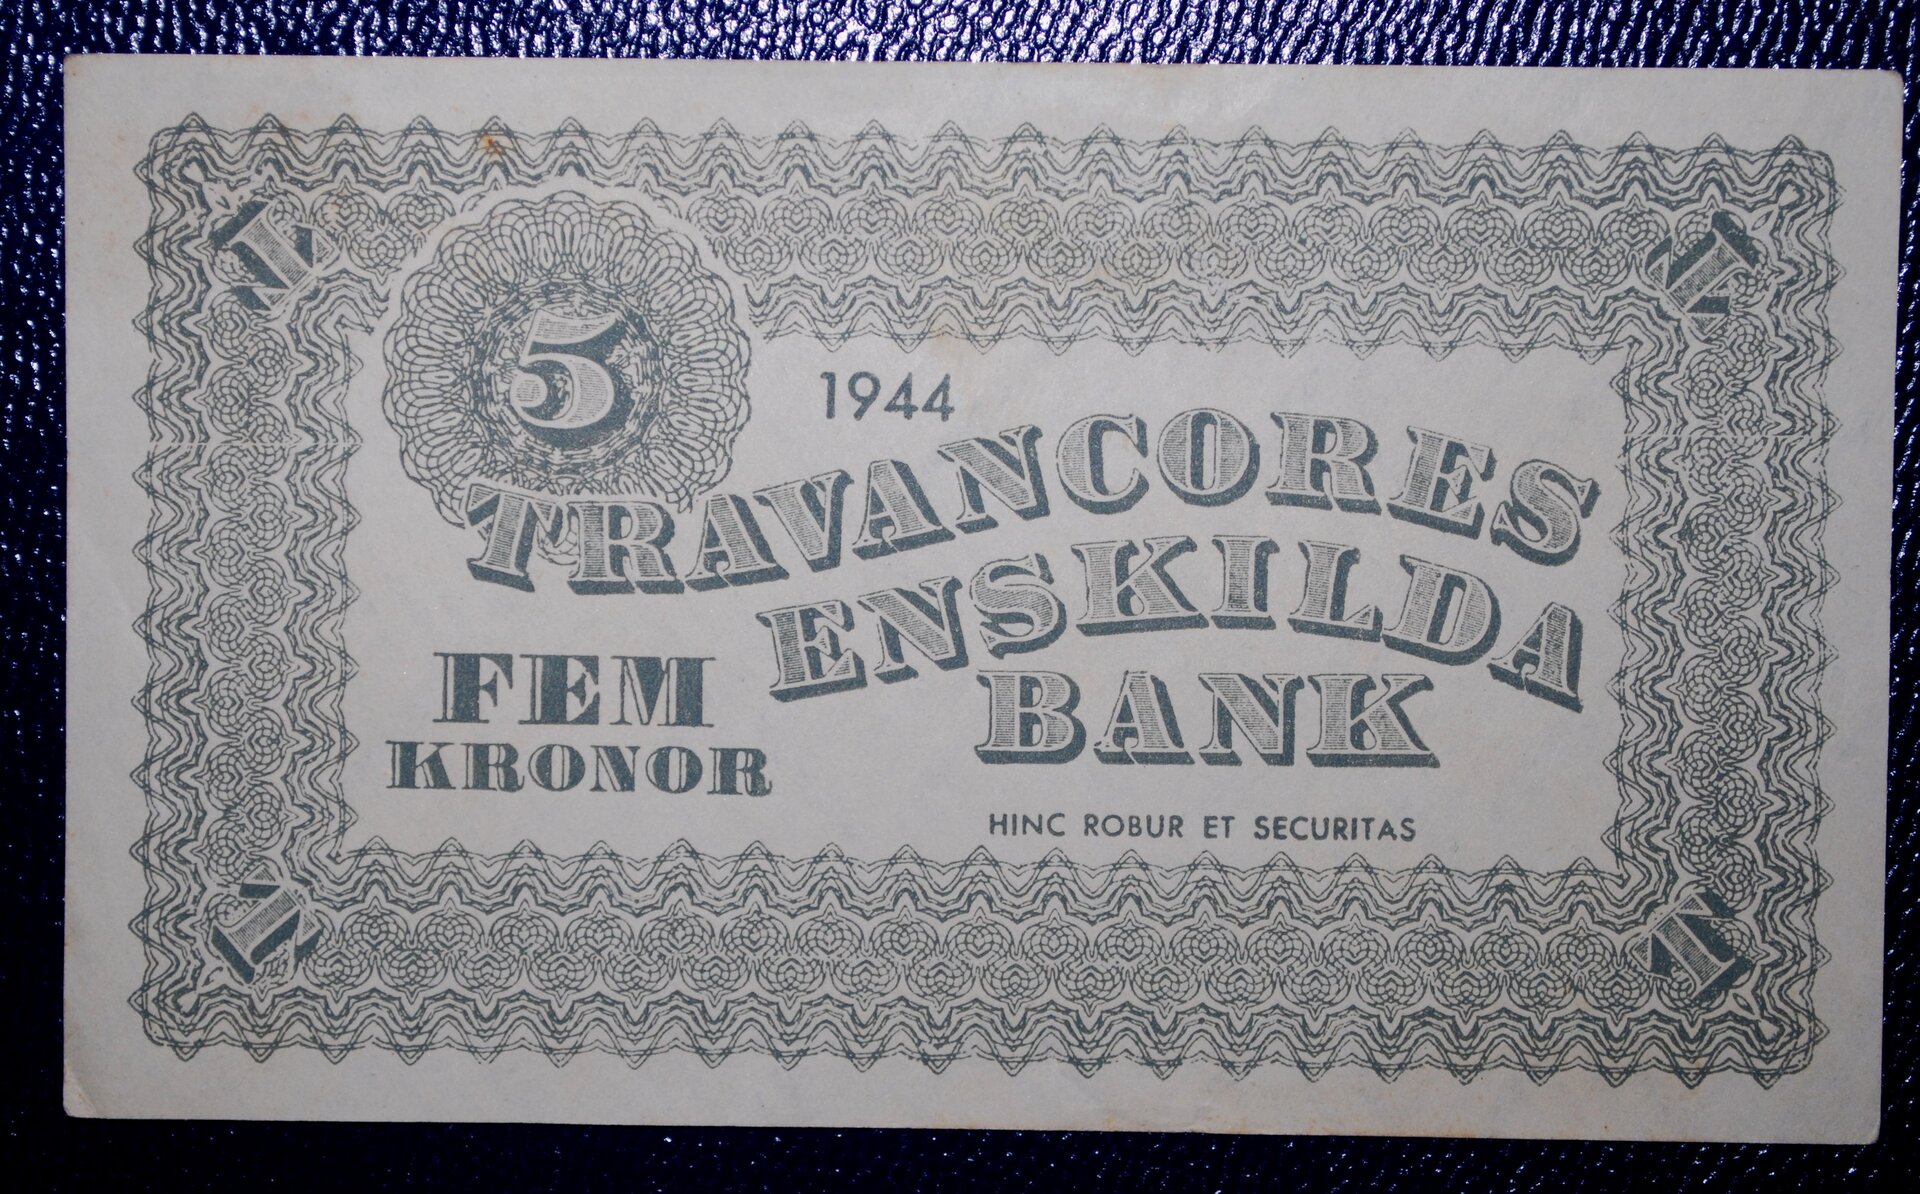 T
T
5
1944
TRAVANCORES
ENSKILDA
BANK
FEM
KRONOR
HINC ROBUR ET SECURITAS
T
T